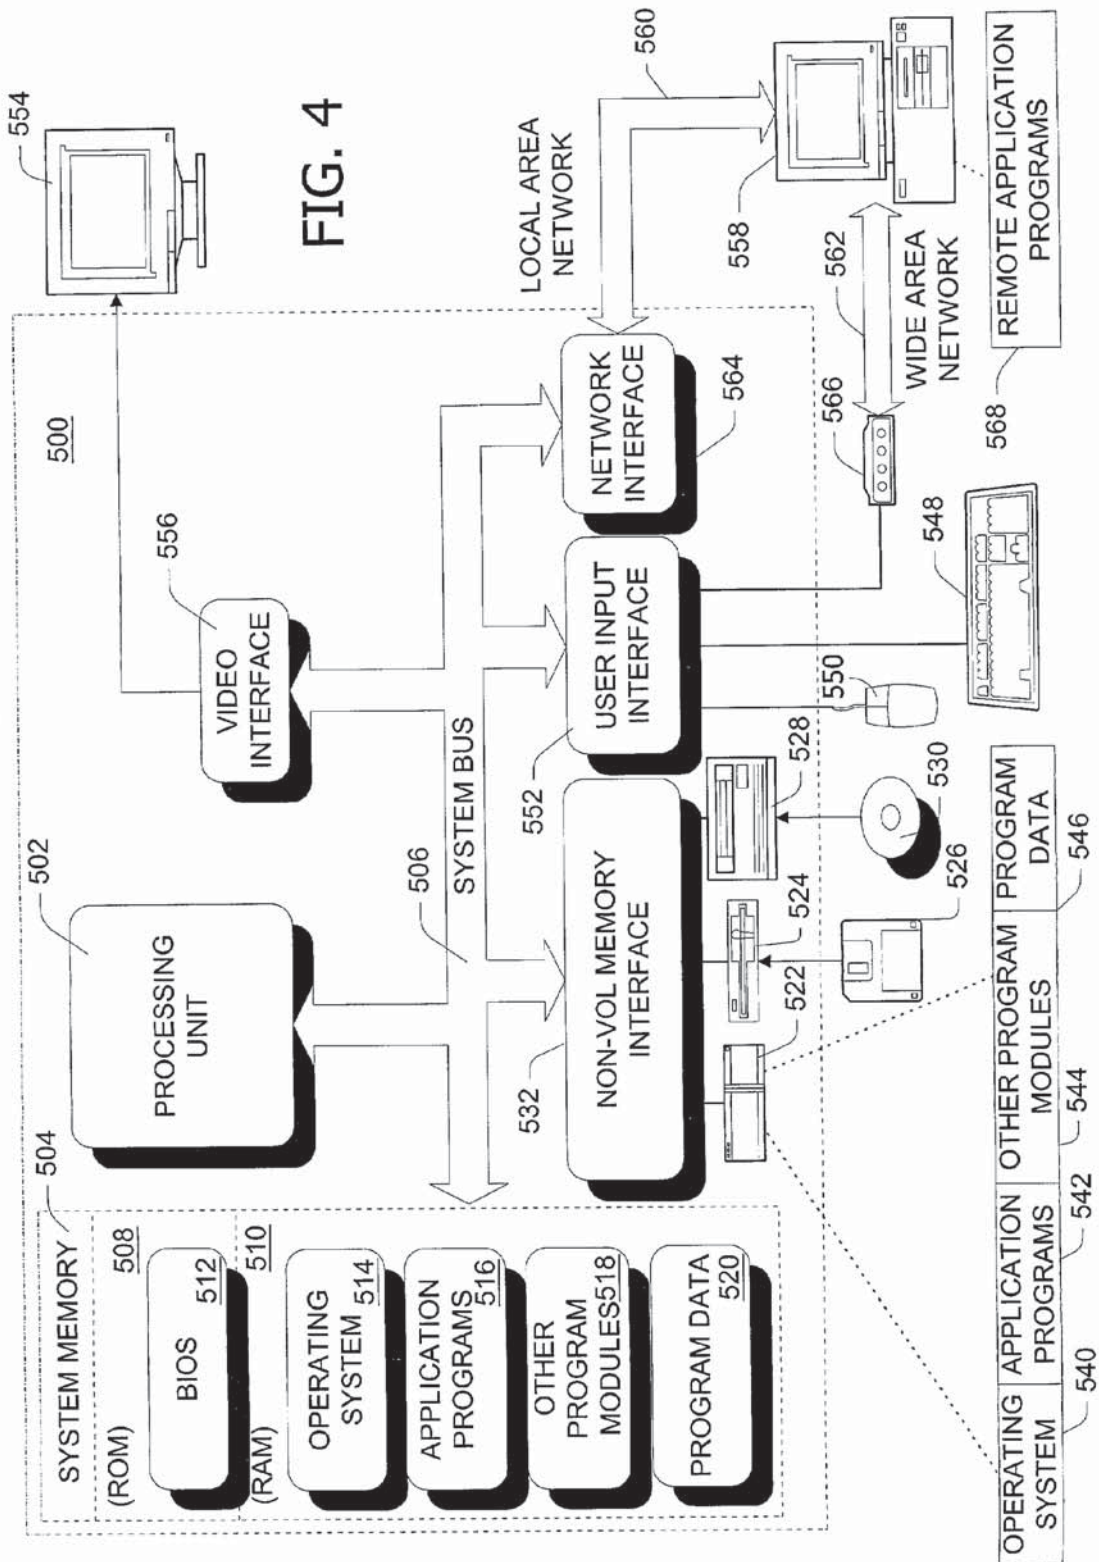 FIG. 4
500
554
SYSTEM MEMORY
504
(ROM)
508
BIOS
512
(RAM)
510
OPERATING
SYSTEM
514
APPLICATION
PROGRAMS
516
OTHER
PROGRAM
MODULES
518
PROGRAM DATA
520
502
PROCESSING
UNIT
556
VIDEO
INTERFACE
506
SYSTEM BUS
532
NON-VOL MEMORY
INTERFACE
552
USER INPUT
INTERFACE
NETWORK
INTERFACE
564
LOCAL AREA
NETWORK
560
558
522
524
528
526
530
550
548
566
562
WIDE AREA
NETWORK
568
REMOTE APPLICATION
PROGRAMS
OPERATING
SYSTEM
540
APPLICATION
PROGRAMS
542
OTHER PROGRAM
MODULES
544
PROGRAM
DATA
546